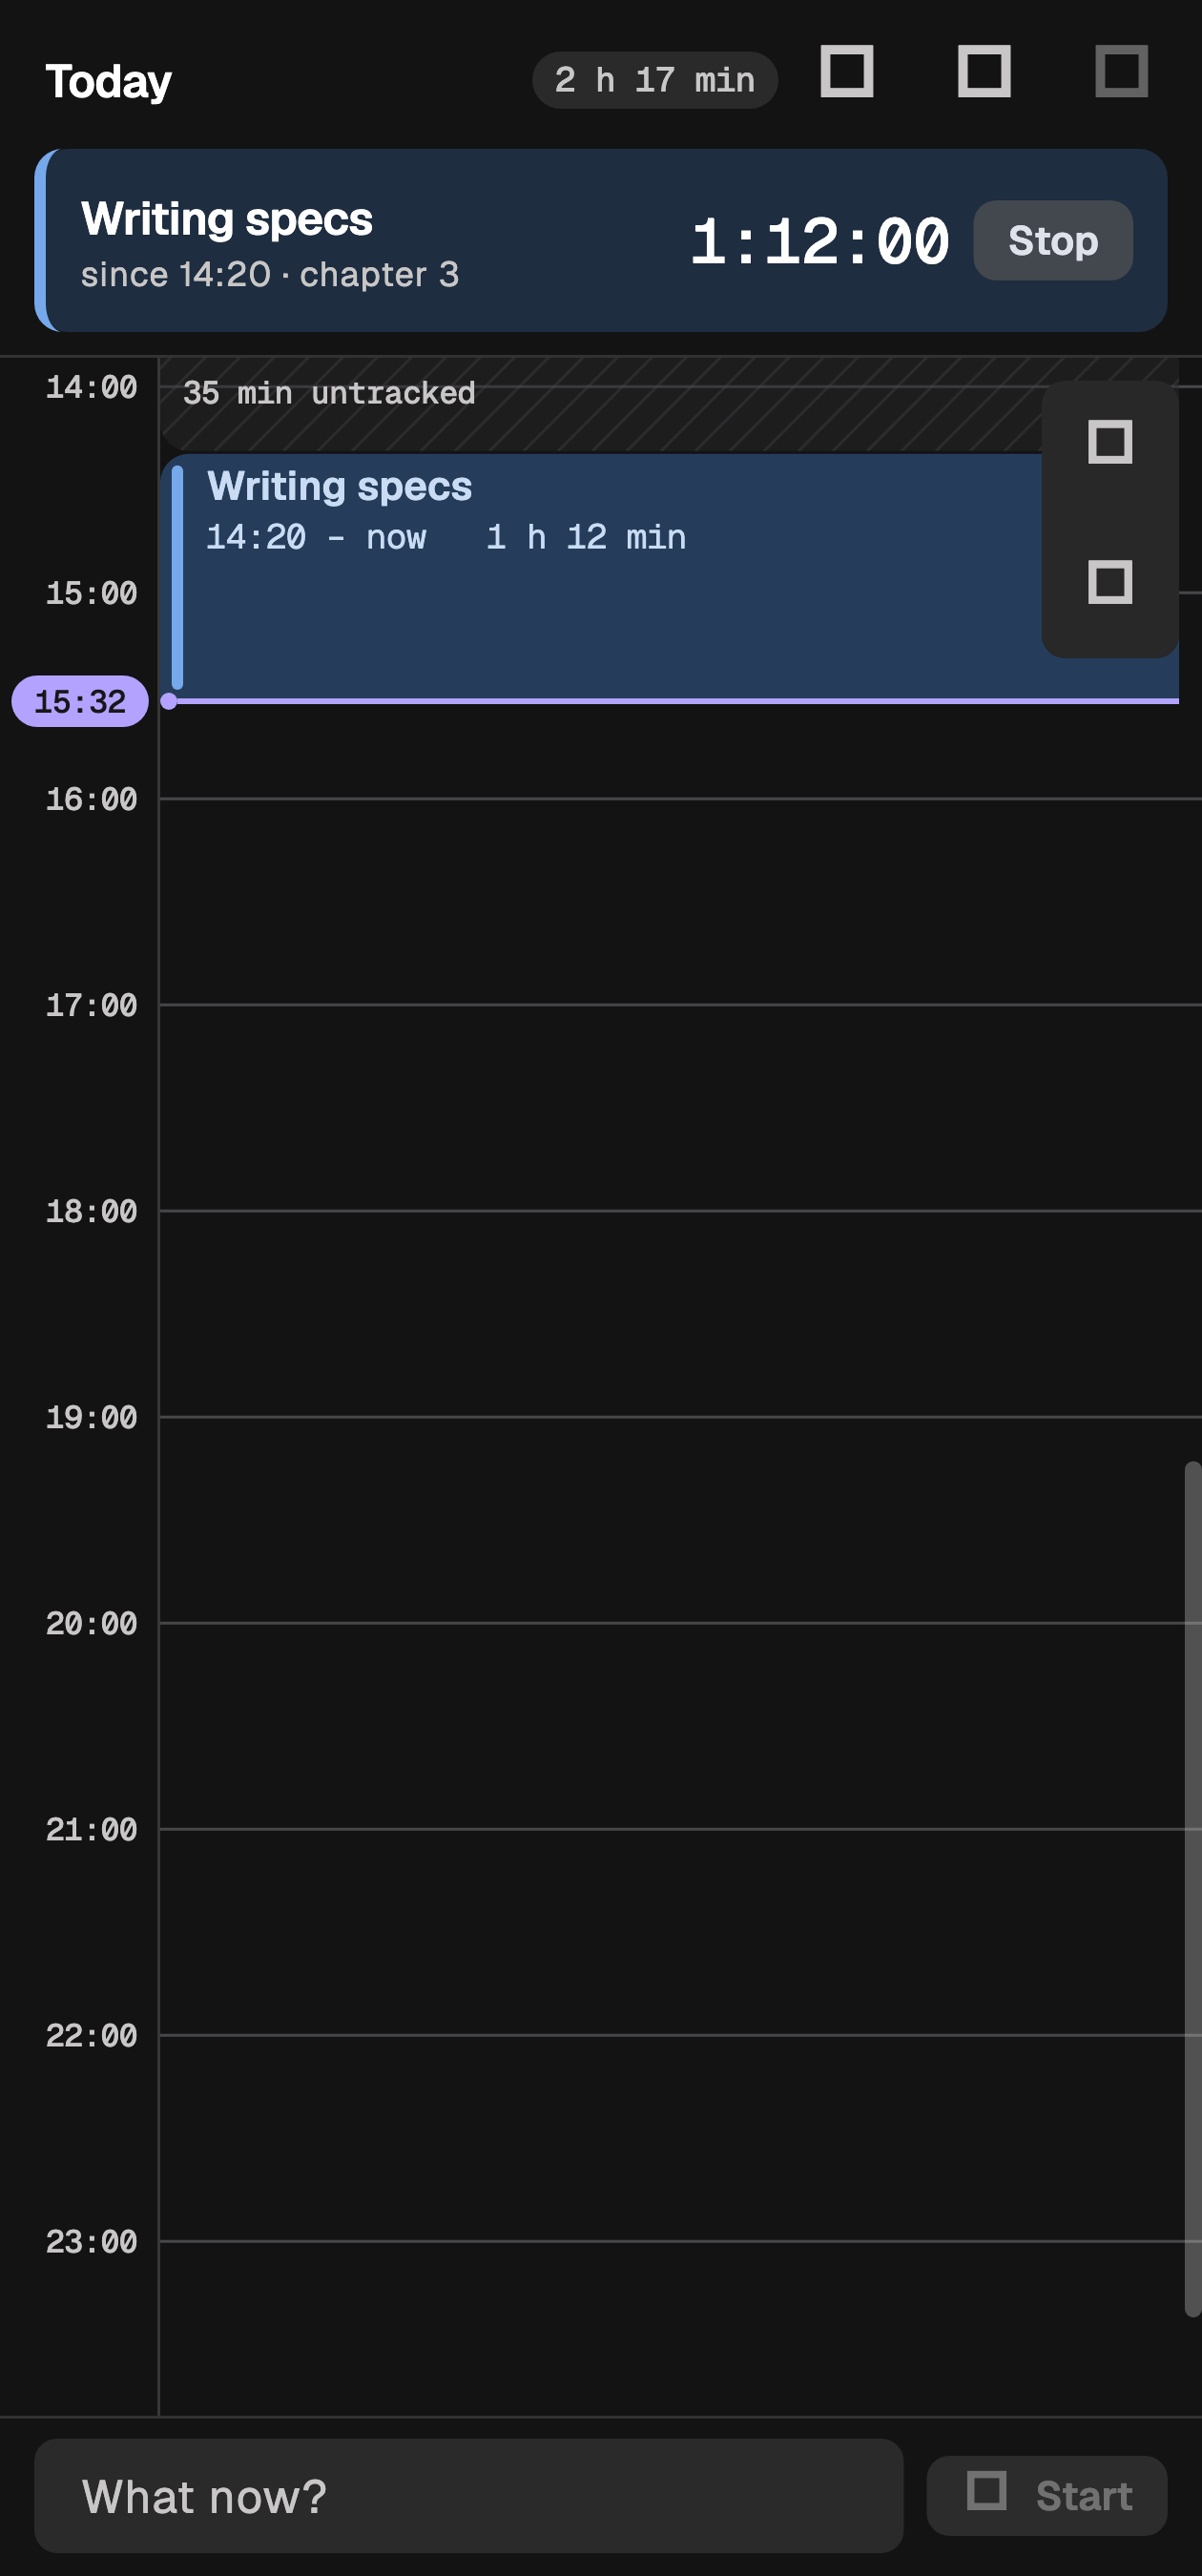 Today
2 h 17 min
Writing specs
since 14:20 · chapter 3
1:12:00
Stop
14:00
35 min untracked
Writing specs
14:20 – now 1 h 12 min
15:00
15:32
16:00
17:00
18:00
19:00
20:00
21:00
22:00
23:00
What now?
Start